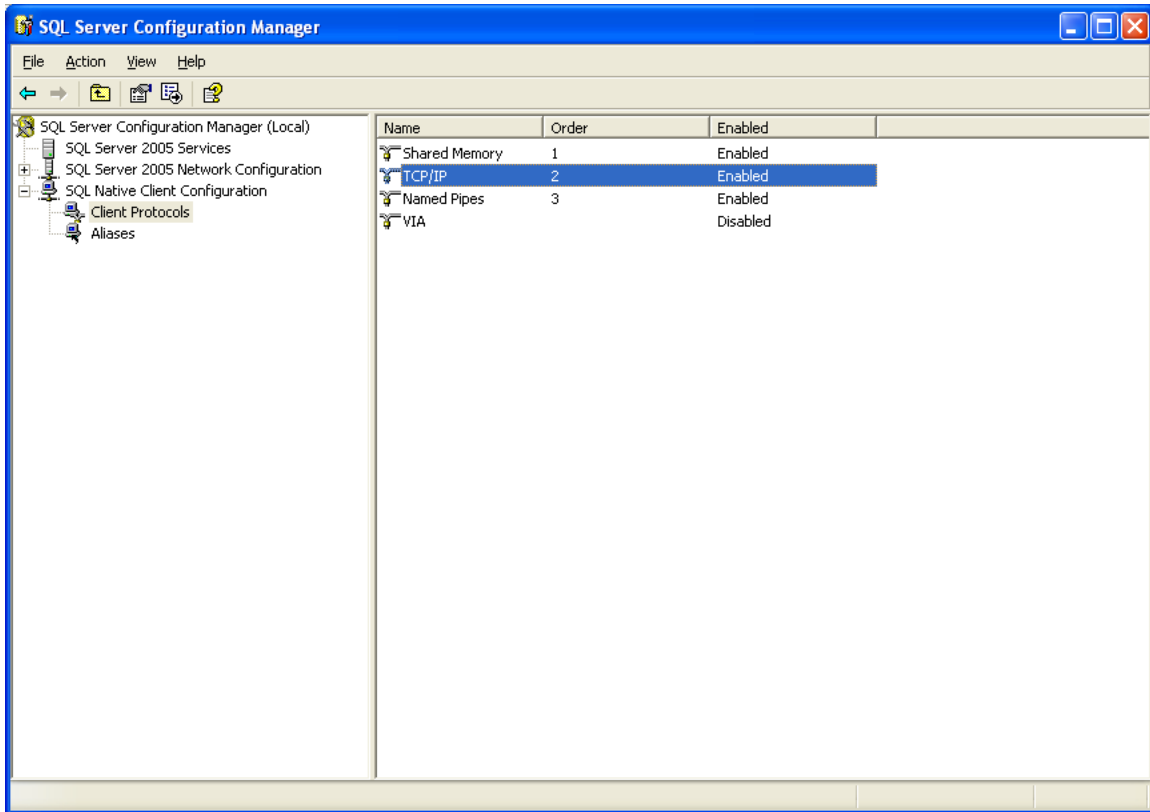 SQL Server Configuration Manager
File Action View Help
SQL Server Configuration Manager (Local)
SQL Server 2005 Services
SQL Server 2005 Network Configuration
SQL Native Client Configuration
Client Protocols
Aliases
Name Order Enabled
Shared Memory 1 Enabled
TCP/IP 2 Enabled
Named Pipes 3 Enabled
VIA Disabled